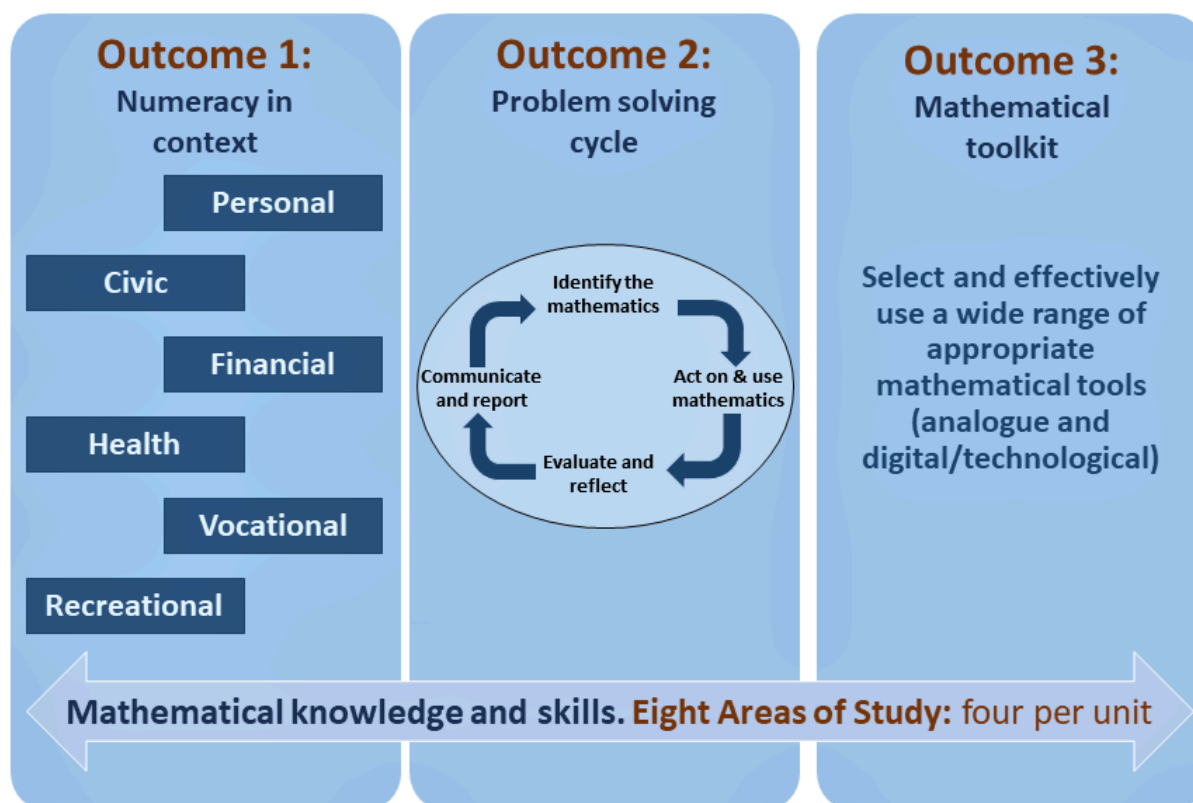 Outcome 1:
Numeracy in
context
Personal
Civic
Financial
Health
Vocational
Recreational
Outcome 2:
Problem solving
cycle
Identify the
mathematics
Act on & use
mathematics
Evaluate and
reflect
Communicate
and report
Outcome 3:
Mathematical
toolkit
Select and effectively
use a wide range of
appropriate
mathematical tools
(analogue and
digital/technological)
Mathematical knowledge and skills. Eight Areas of Study: four per unit